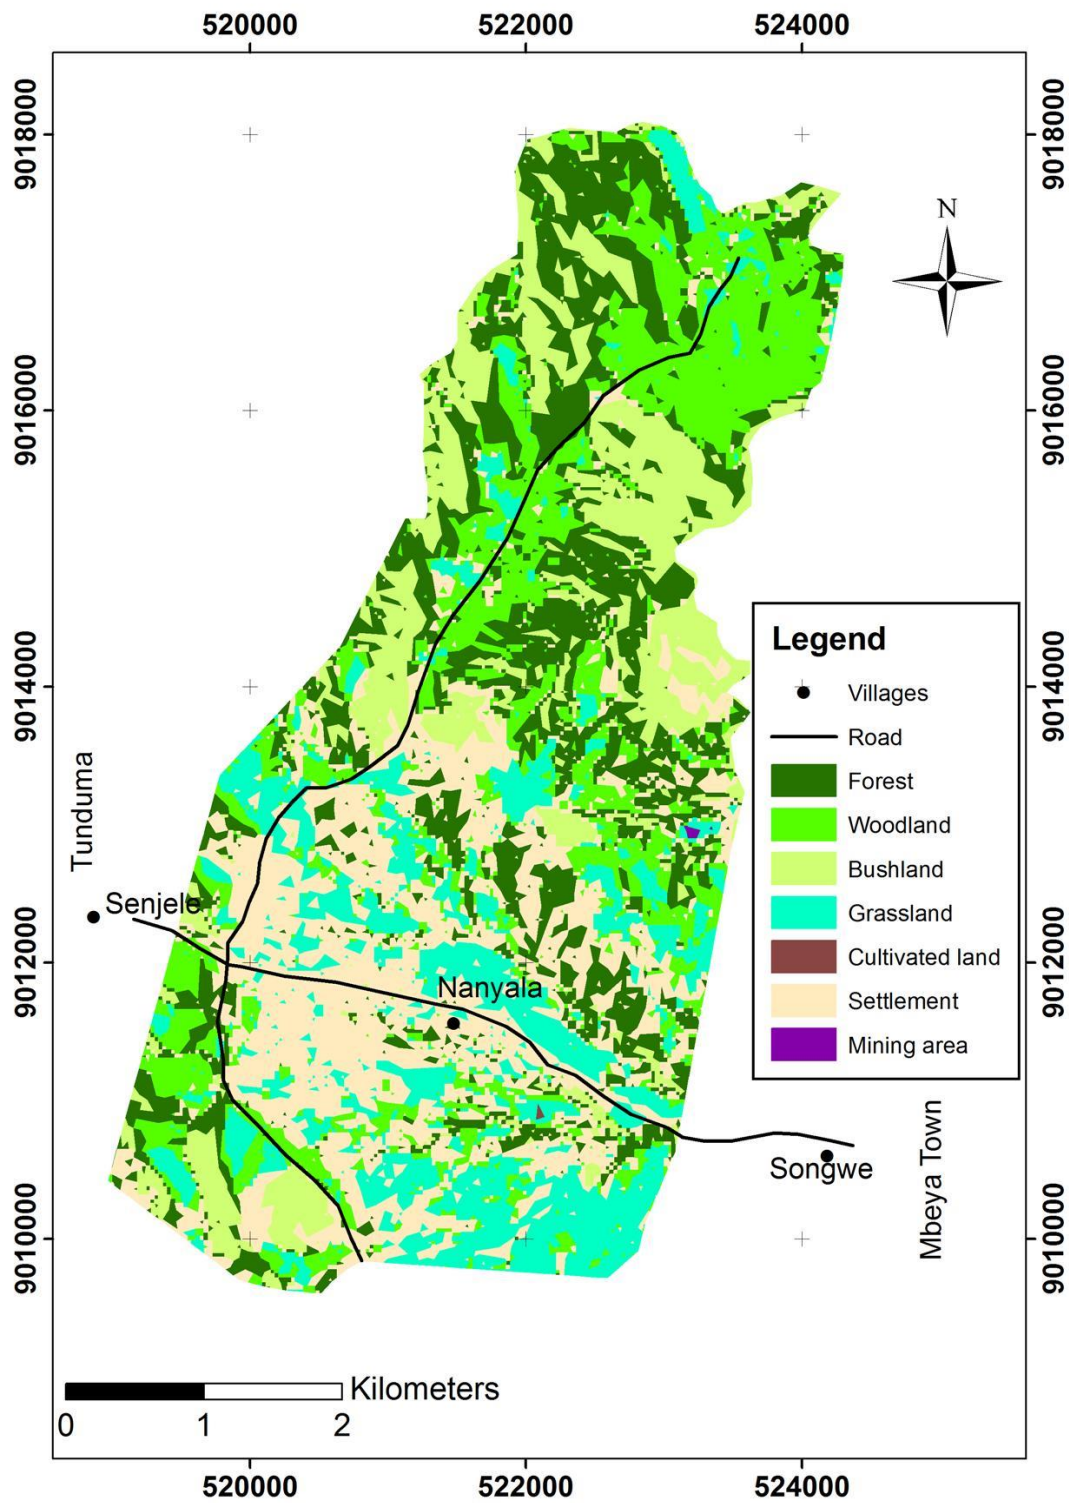 520000 522000 524000
9018000
9018000
N
9016000
9016000
Legend
Villages
Road
Forest
Woodland
Bushland
Grassland
Cultivated land
Settlement
Mining area
9014000
9014000
Tunduma
Senjele
9012000
9012000
Nanyala
Songwe
Mbeya Town
9010000
9010000
Kilometers
0 1 2
520000 522000 524000